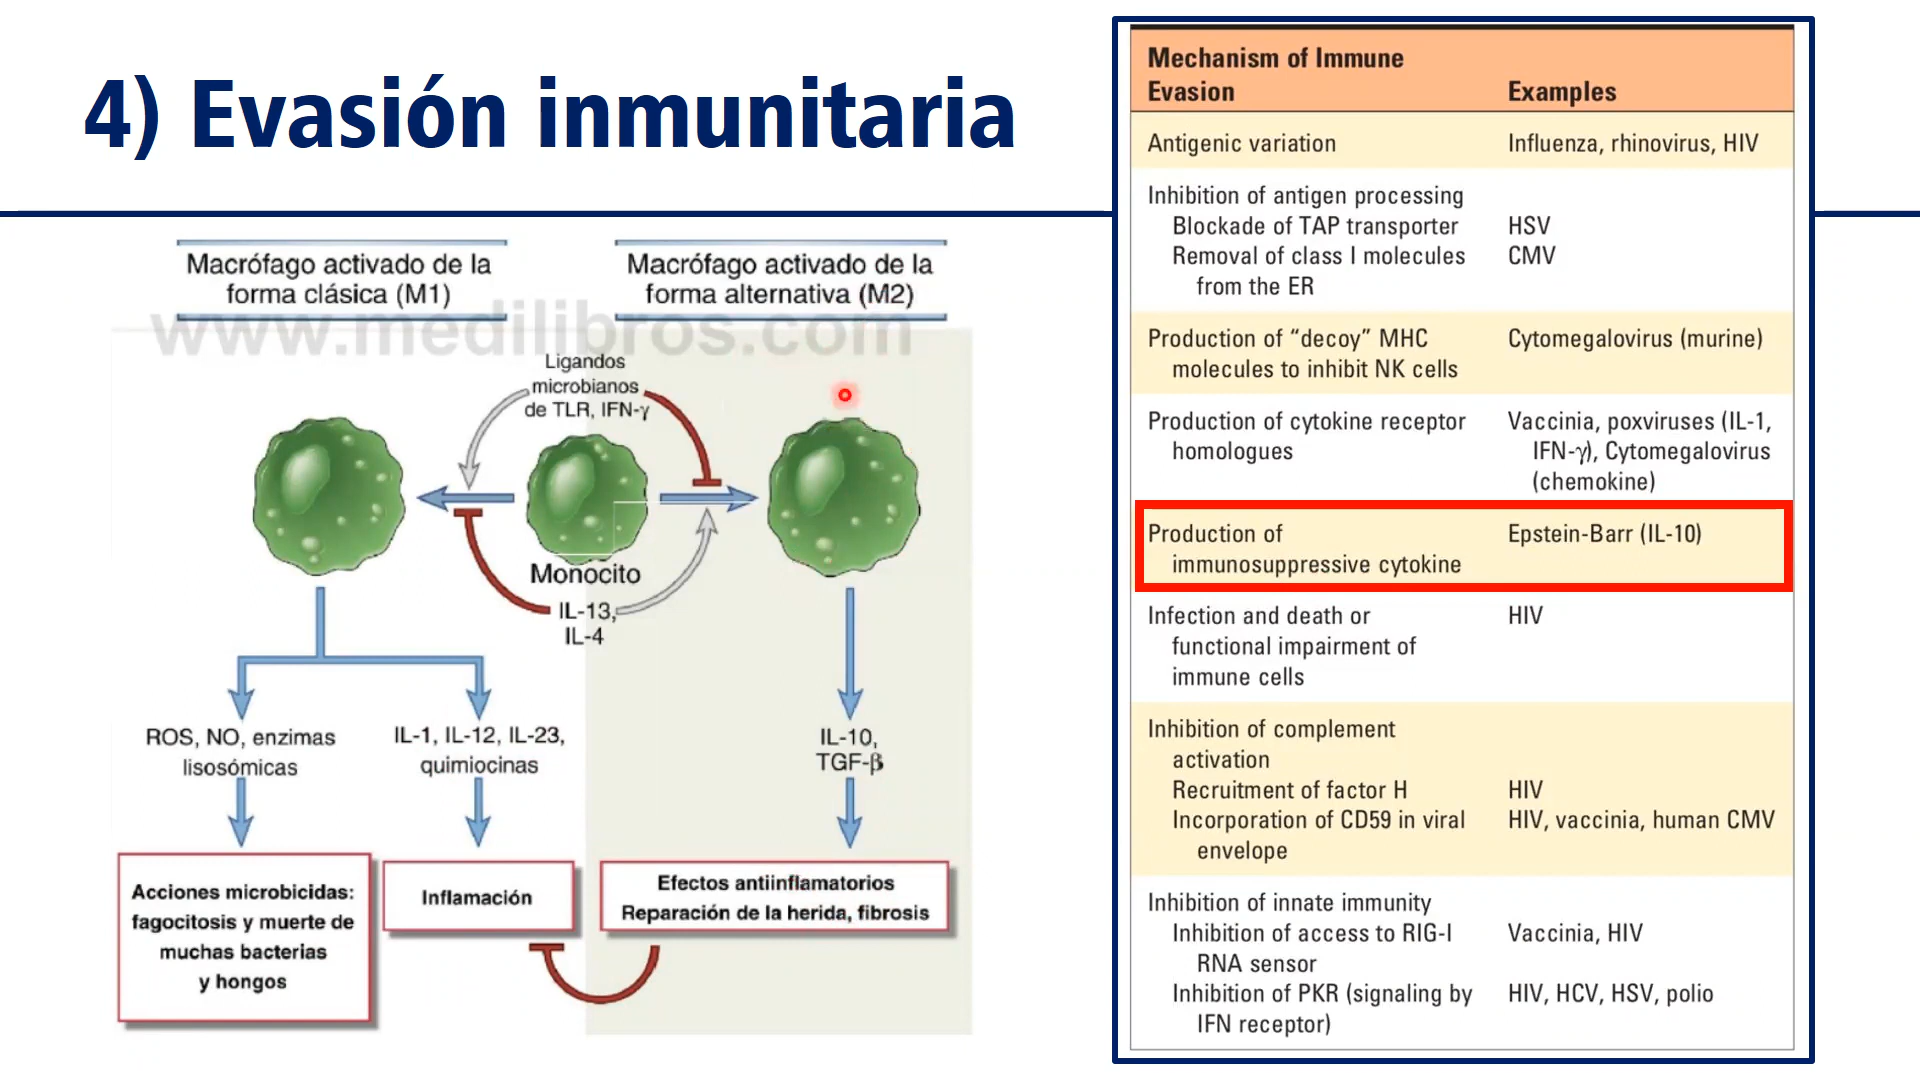 4) Evasión inmunitaria
Macrófago activado de la
forma clásica (M1)
Macrófago activado de la
forma alternativa (M2)
www.medilibros.com
Ligandos
microbianos
de TLR, IFN-γ
Monocito
IL-13,
IL-4
ROS, NO, enzimas
lisosómicas
IL-1, IL-12, IL-23,
quimiocinas
IL-10,
TGF-β
Acciones microbicidas:
fagocitosis y muerte de
muchas bacterias
y hongos
Inflamación
Efectos antiinflamatorios
Reparación de la herida, fibrosis
Mechanism of Immune
Evasion Examples
Antigenic variation Influenza, rhinovirus, HIV
Inhibition of antigen processing
Blockade of TAP transporter HSV
Removal of class I molecules CMV
from the ER
Production of “decoy” MHC Cytomegalovirus (murine)
molecules to inhibit NK cells
Production of cytokine receptor Vaccinia, poxviruses (IL-1,
homologues IFN-γ), Cytomegalovirus
(chemokine)
Production of Epstein-Barr (IL-10)
immunosuppressive cytokine
Infection and death or HIV
functional impairment of
immune cells
Inhibition of complement
activation
Recruitment of factor H HIV
Incorporation of CD59 in viral HIV, vaccinia, human CMV
envelope
Inhibition of innate immunity
Inhibition of access to RIG-I Vaccinia, HIV
RNA sensor
Inhibition of PKR (signaling by HIV, HCV, HSV, polio
IFN receptor)